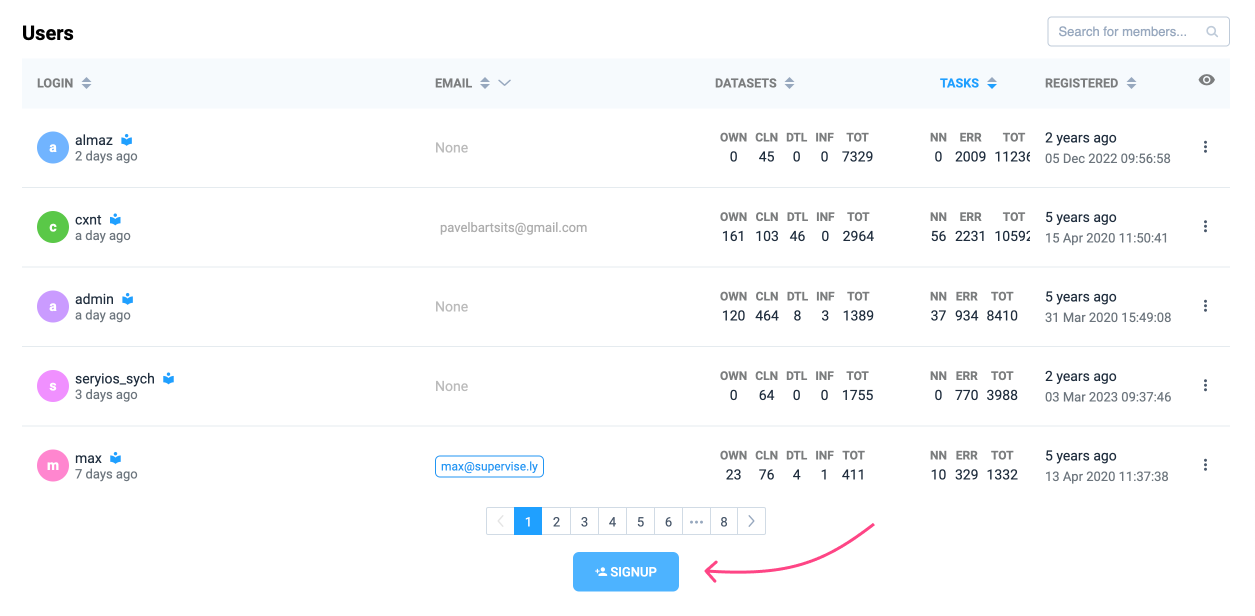 Users
Search for members...
LOGIN EMAIL DATASETS TASKS REGISTERED
a almaz None OWN CLN DTL INF TOT NN ERR TOT 2 years ago
2 days ago 0 45 0 0 7329 0 2009 11236 05 Dec 2022 09:56:58
c cxnt pavelbartsits@gmail.com OWN CLN DTL INF TOT NN ERR TOT 5 years ago
a day ago 161 103 46 0 2964 56 2231 10592 15 Apr 2020 11:50:41
a admin None OWN CLN DTL INF TOT NN ERR TOT 5 years ago
a day ago 120 464 8 3 1389 37 934 8410 31 Mar 2020 15:49:08
s seryios_sych None OWN CLN DTL INF TOT NN ERR TOT 2 years ago
3 days ago 0 64 0 0 1755 0 770 3988 03 Mar 2023 09:37:46
m max max@supervise.ly OWN CLN DTL INF TOT NN ERR TOT 5 years ago
7 days ago 23 76 4 1 411 10 329 1332 13 Apr 2020 11:37:38
1 2 3 4 5 6 ••• 8
SIGNUP